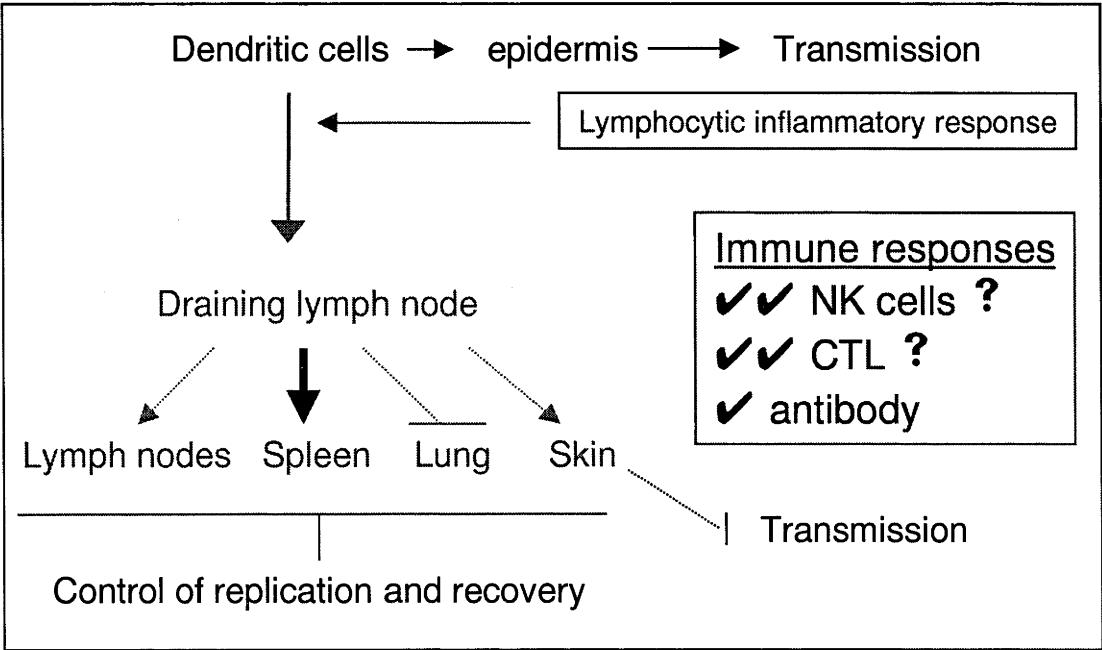 Dendritic cells → epidermis → Transmission
Lymphocytic inflammatory response
Immune responses
✔✔ NK cells ?
✔✔ CTL ?
✔ antibody
Draining lymph node
Lymph nodes Spleen Lung Skin
Transmission
Control of replication and recovery